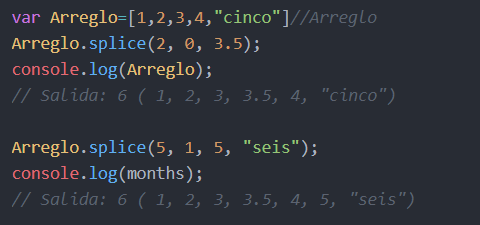 var Arreglo=[1,2,3,4,"cinco"]//Arreglo
Arreglo.splice(2, 0, 3.5);
console.log(Arreglo);
// Salida: 6 ( 1, 2, 3, 3.5, 4, "cinco")
Arreglo.splice(5, 1, 5, "seis");
console.log(months);
// Salida: 6 ( 1, 2, 3, 3.5, 4, 5, "seis")